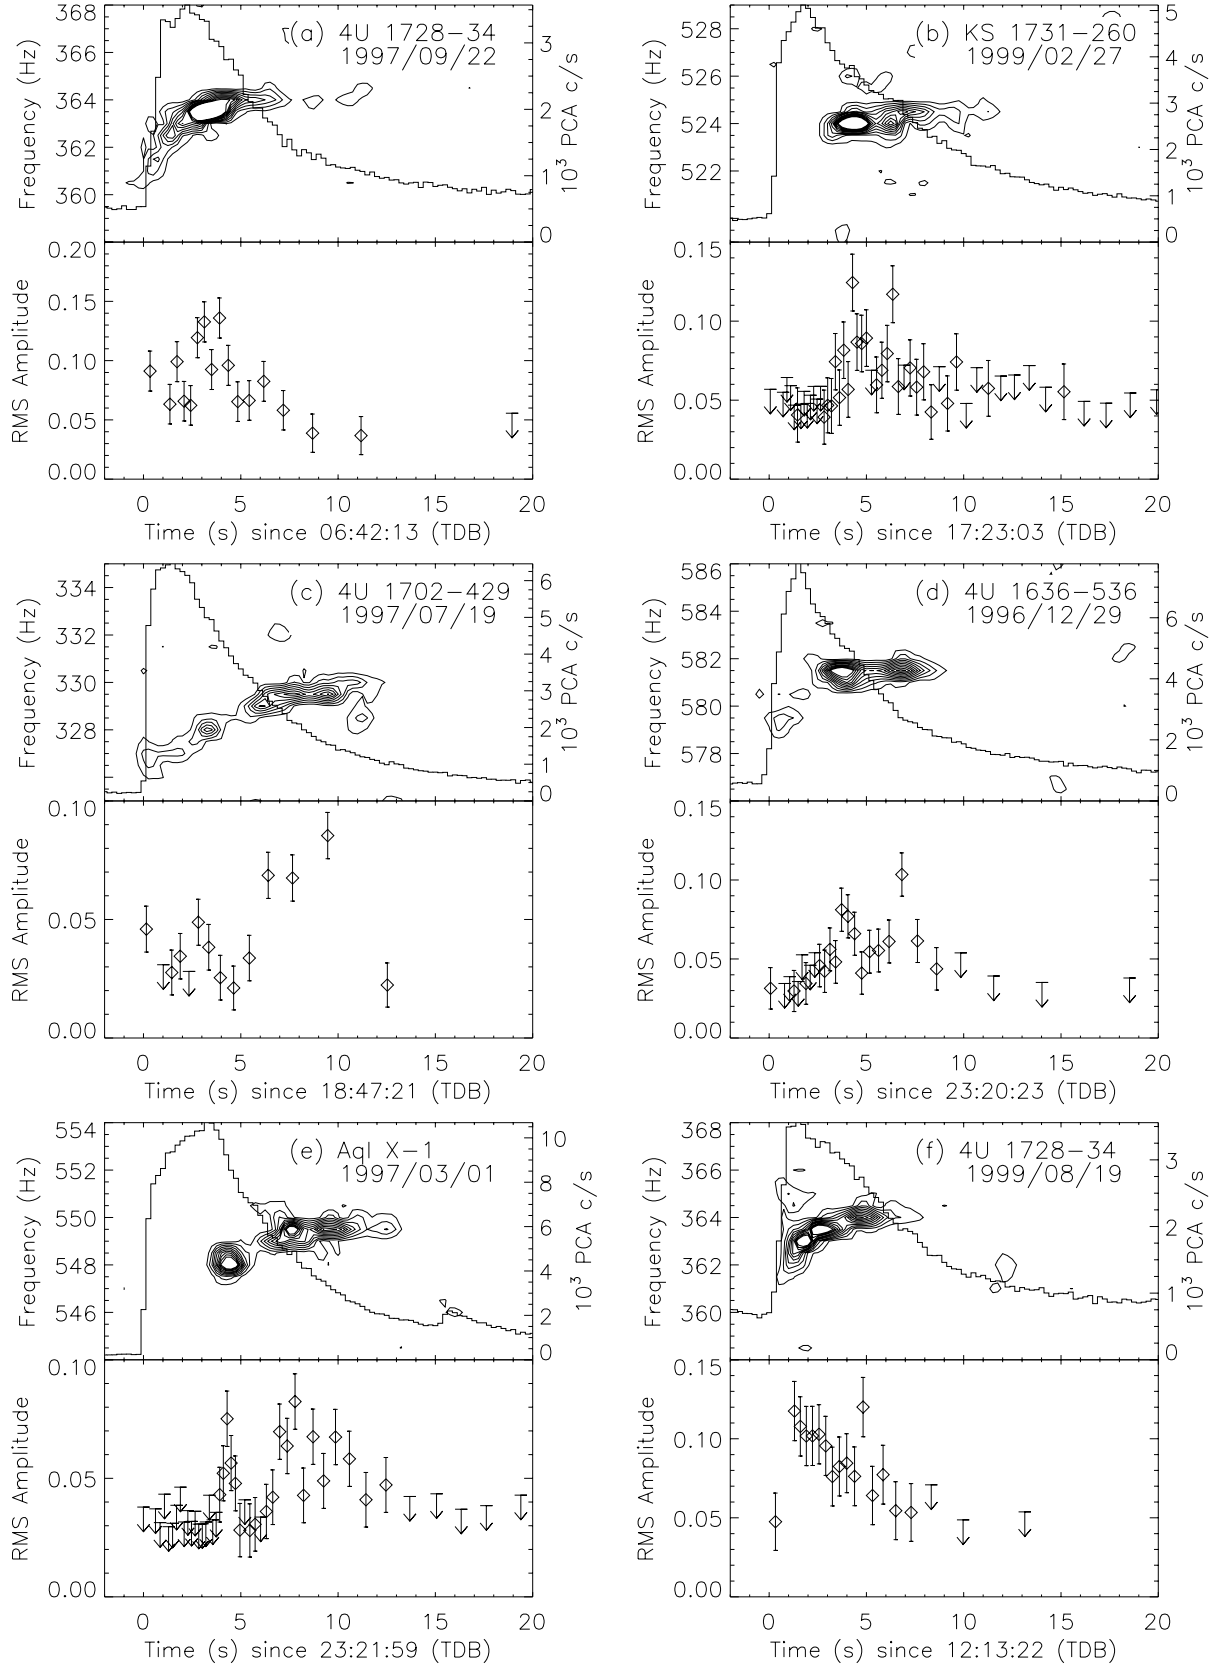 (a) 4U 1728−34
1997/09/22
Frequency (Hz)
368
366
364
362
360
10³ PCA c/s
3
2
1
0
RMS Amplitude
0.20
0.15
0.10
0.05
0.00
0 5 10 15 20
Time (s) since 06:42:13 (TDB)
(b) KS 1731−260
1999/02/27
Frequency (Hz)
528
526
524
522
10³ PCA c/s
5
4
3
2
1
0
RMS Amplitude
0.15
0.10
0.05
0.00
0 5 10 15 20
Time (s) since 17:23:03 (TDB)
(c) 4U 1702−429
1997/07/19
Frequency (Hz)
334
332
330
328
10³ PCA c/s
6
5
4
3
2
1
0
RMS Amplitude
0.10
0.05
0.00
0 5 10 15 20
Time (s) since 18:47:21 (TDB)
(d) 4U 1636−536
1996/12/29
Frequency (Hz)
586
584
582
580
578
10³ PCA c/s
6
4
2
0
RMS Amplitude
0.15
0.10
0.05
0.00
0 5 10 15 20
Time (s) since 23:20:23 (TDB)
(e) Aql X−1
1997/03/01
Frequency (Hz)
554
552
550
548
546
10³ PCA c/s
10
8
6
4
2
0
RMS Amplitude
0.10
0.05
0.00
0 5 10 15 20
Time (s) since 23:21:59 (TDB)
(f) 4U 1728−34
1999/08/19
Frequency (Hz)
368
366
364
362
360
10³ PCA c/s
3
2
1
0
RMS Amplitude
0.15
0.10
0.05
0.00
0 5 10 15 20
Time (s) since 12:13:22 (TDB)